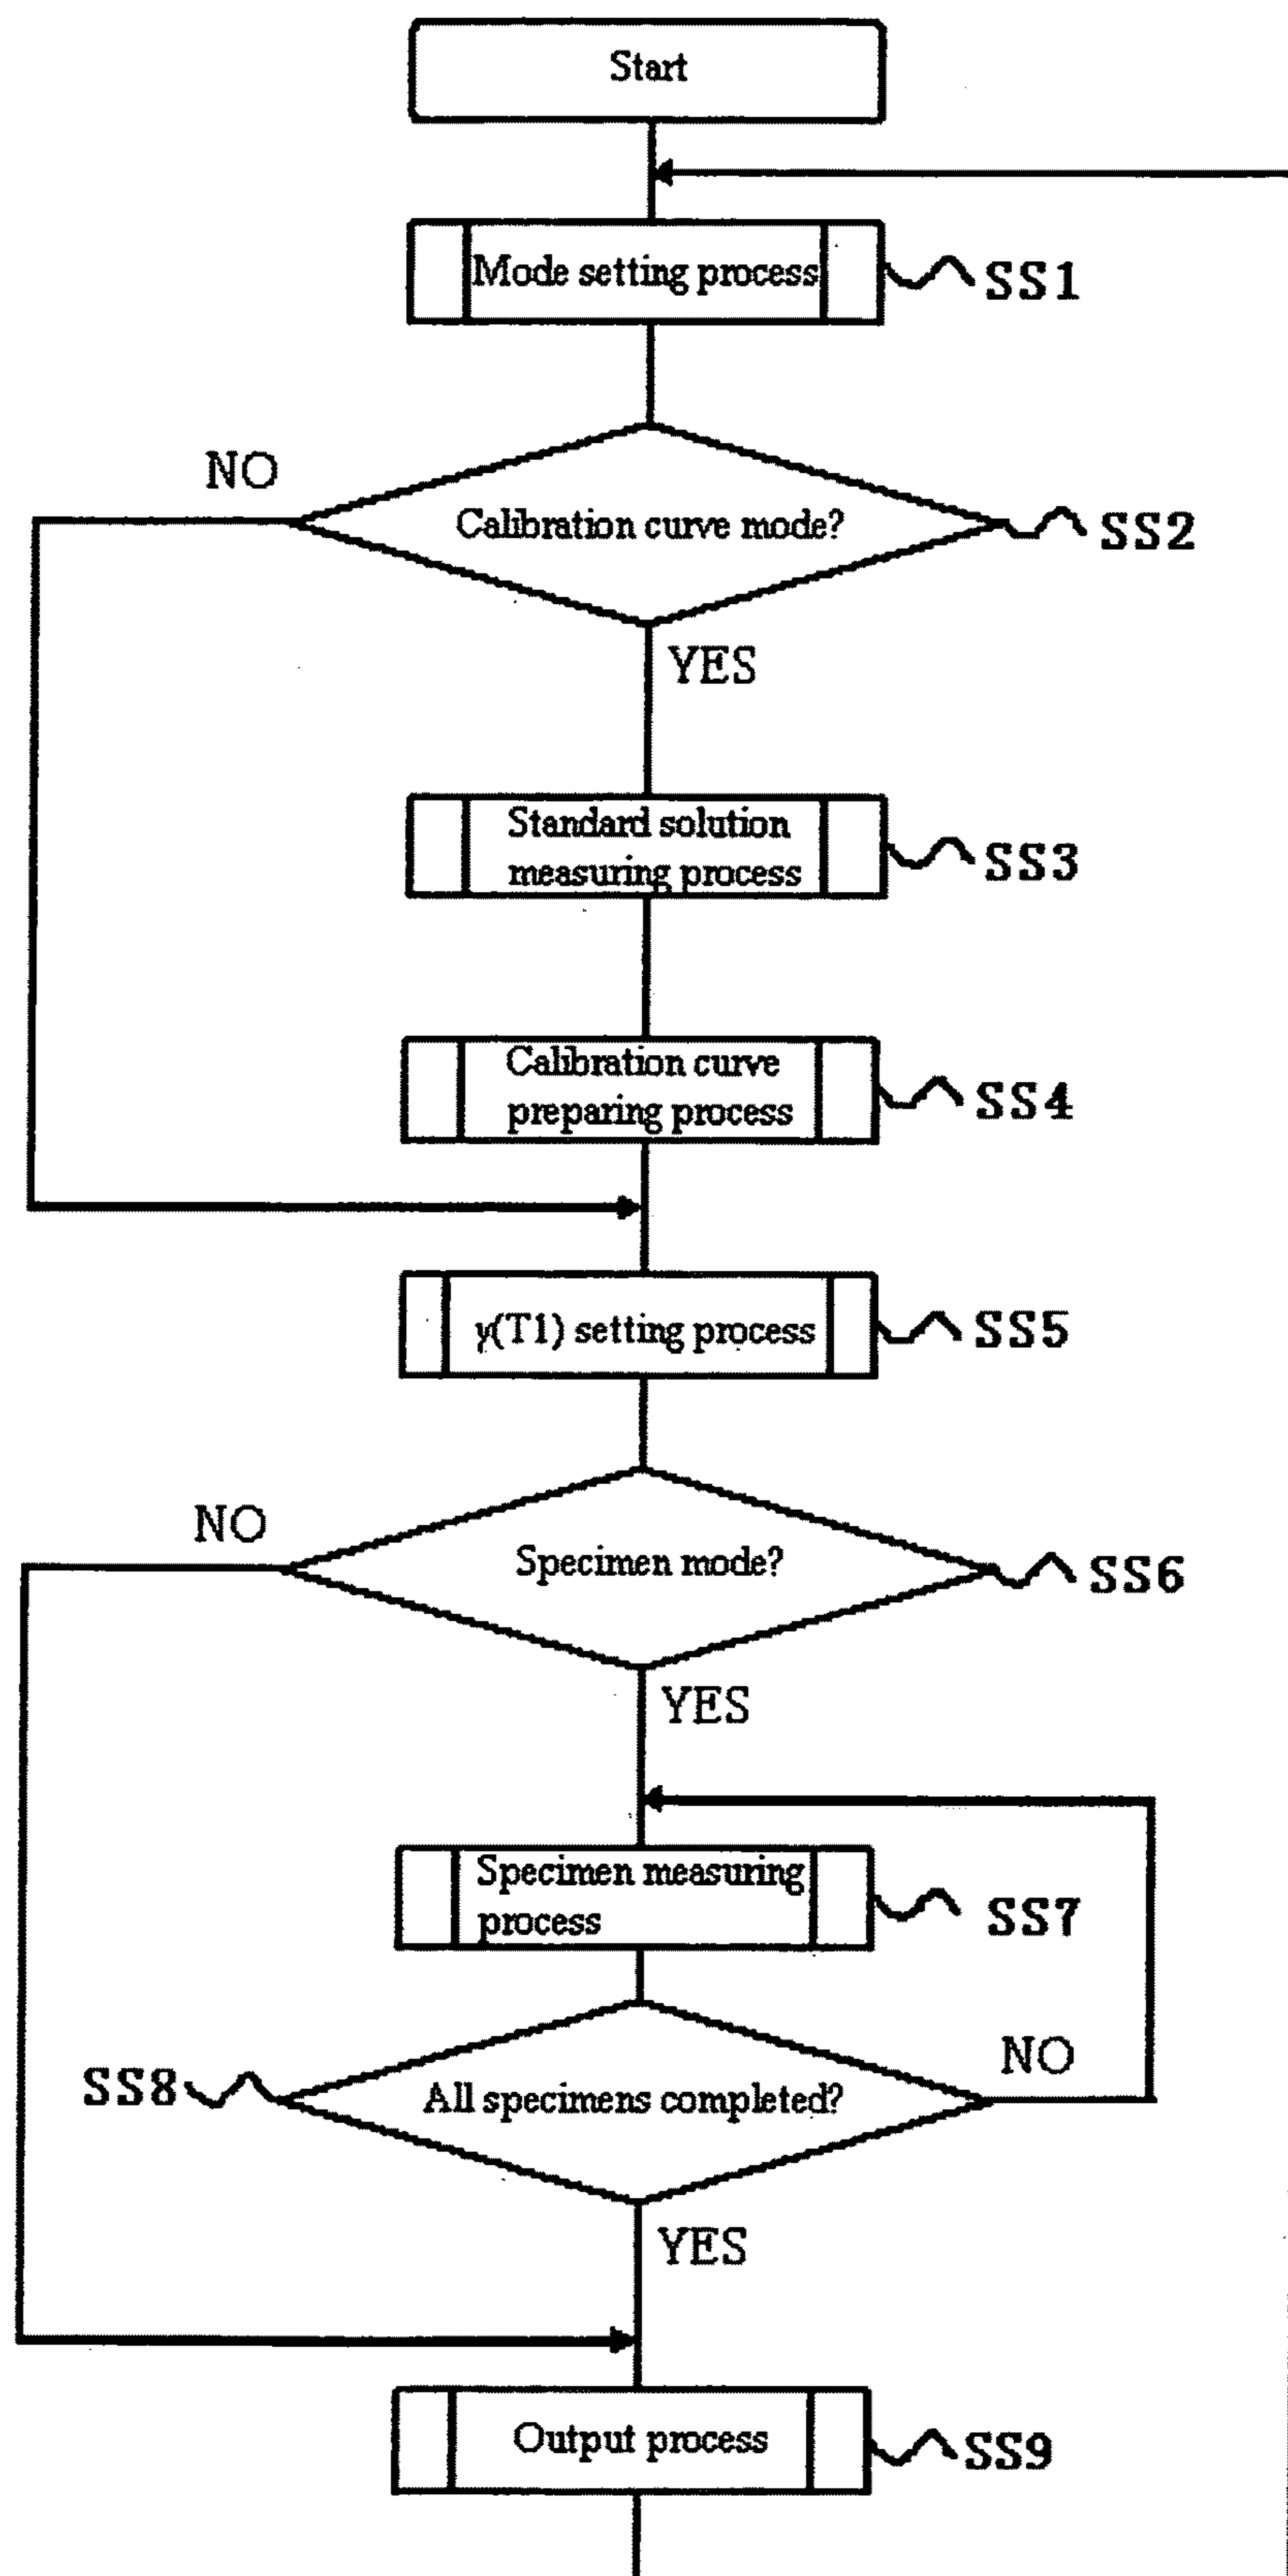 Start
Mode setting process
SS1
NO
Calibration curve mode?
SS2
YES
Standard solution
measuring process
SS3
Calibration curve
preparing process
SS4
γ(T1) setting process
SS5
NO
Specimen mode?
SS6
YES
Specimen measuring
process
SS7
NO
SS8
All specimens completed?
YES
Output process
SS9